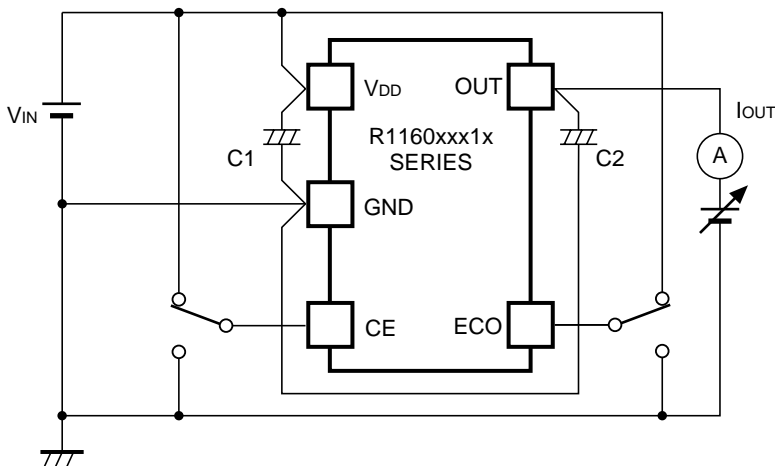 VDD
OUT
VIN
IOUT
R1160xxx1x
SERIES
C1
C2
A
GND
CE
ECO